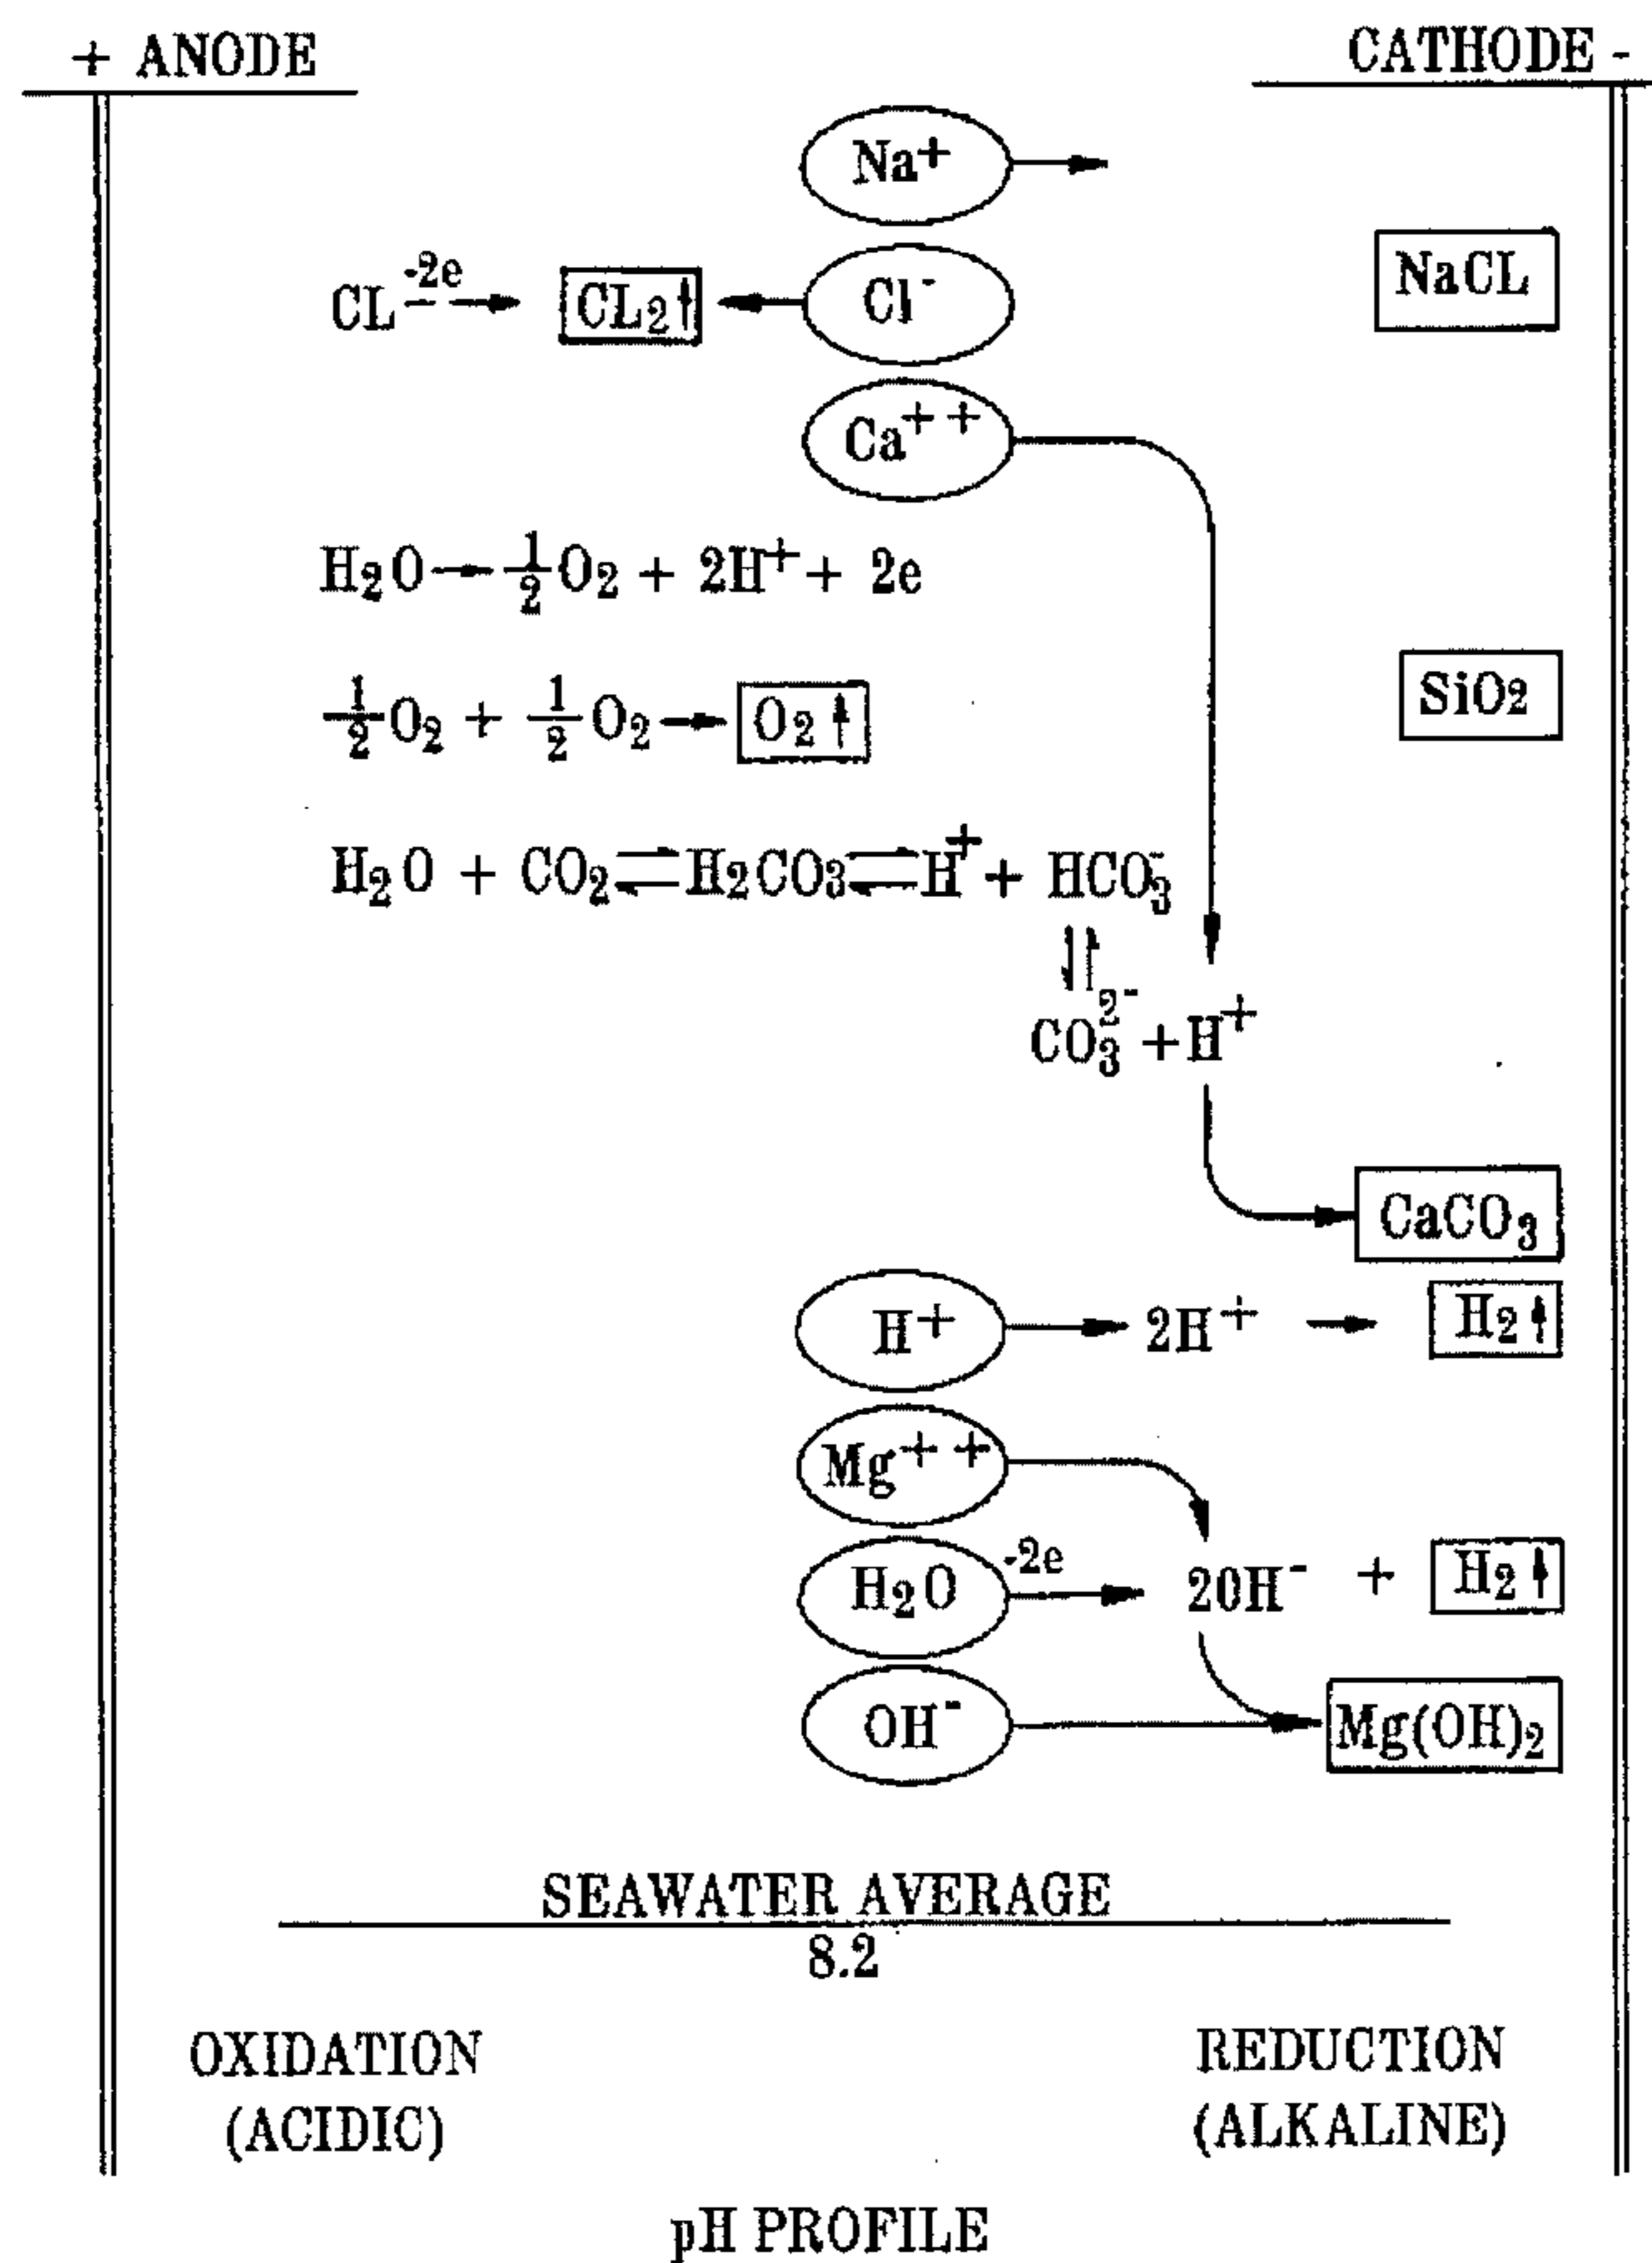 + ANODE
CATHODE -
Na⁺
CL -2e → CL₂↑ ← Cl⁻
NaCL
Ca⁺⁺
H₂O → ½O₂ + 2H⁺ + 2e
½O₂ + ½O₂ → O₂↑
SiO₂
H₂O + CO₂ ⇌ H₂CO₃ ⇌ H⁺ + HCO₃⁻
⇌
CO₃²⁻ + H⁺
CaCO₃
H⁺ → 2H⁺ → H₂↑
Mg⁺⁺
H₂O -2e → 2OH⁻ + H₂↑
OH⁻ → Mg(OH)₂
SEAWATER AVERAGE
8.2
OXIDATION
(ACIDIC)
REDUCTION
(ALKALINE)
pH PROFILE